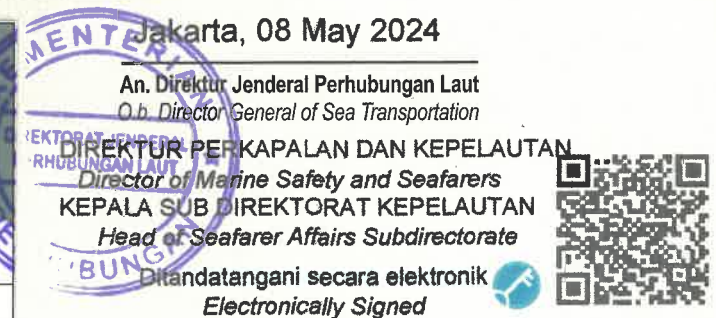 Jakarta, 08 May 2024
An. Direktur Jenderal Perhubungan Laut
O.b. Director General of Sea Transportation
DIREKTUR PERKAPALAN DAN KEPELAUTAN
Director of Marine Safety and Seafarers
KEPALA SUB DIREKTORAT KEPELAUTAN
Head of Seafarer Affairs Subdirectorate
Ditandatangani secara elektronik
Electronically Signed